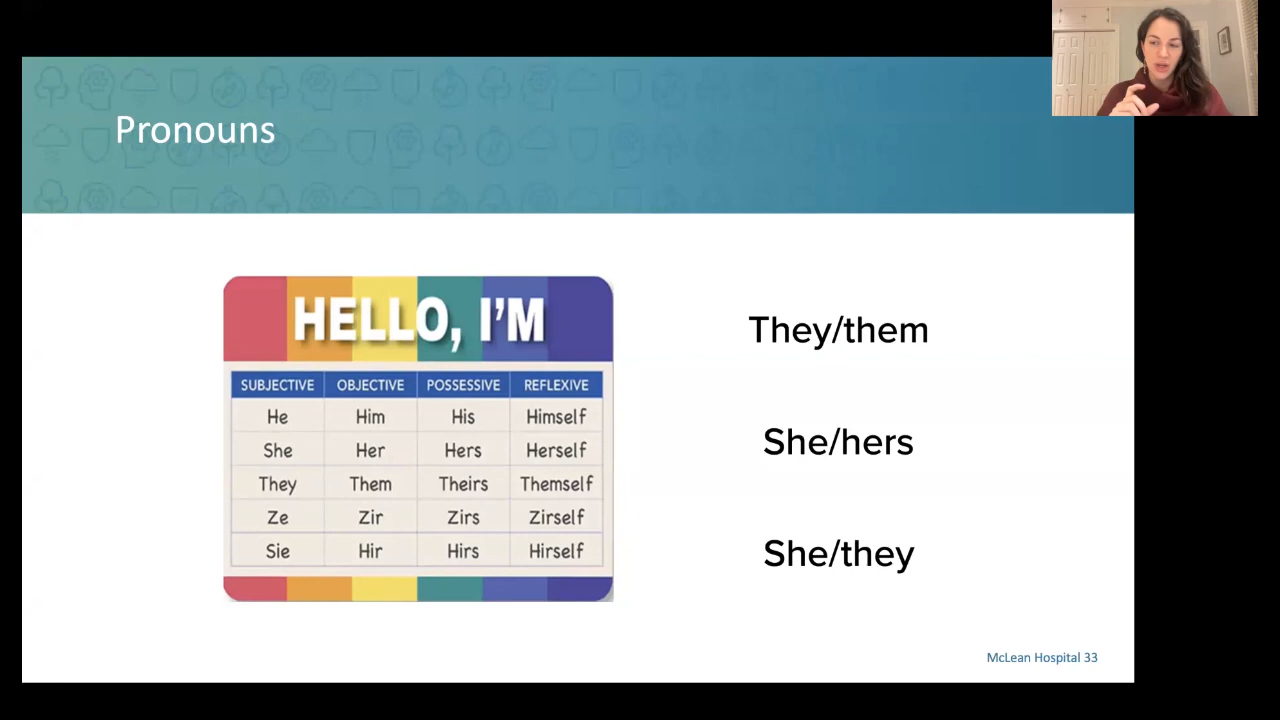 Pronouns
HELLO, I'M
SUBJECTIVE OBJECTIVE POSSESSIVE REFLEXIVE
He Him His Himself
She Her Hers Herself
They Them Theirs Themself
Ze Zir Zirs Zirself
Sie Hir Hirs Hirself
They/them
She/hers
She/they
McLean Hospital 33